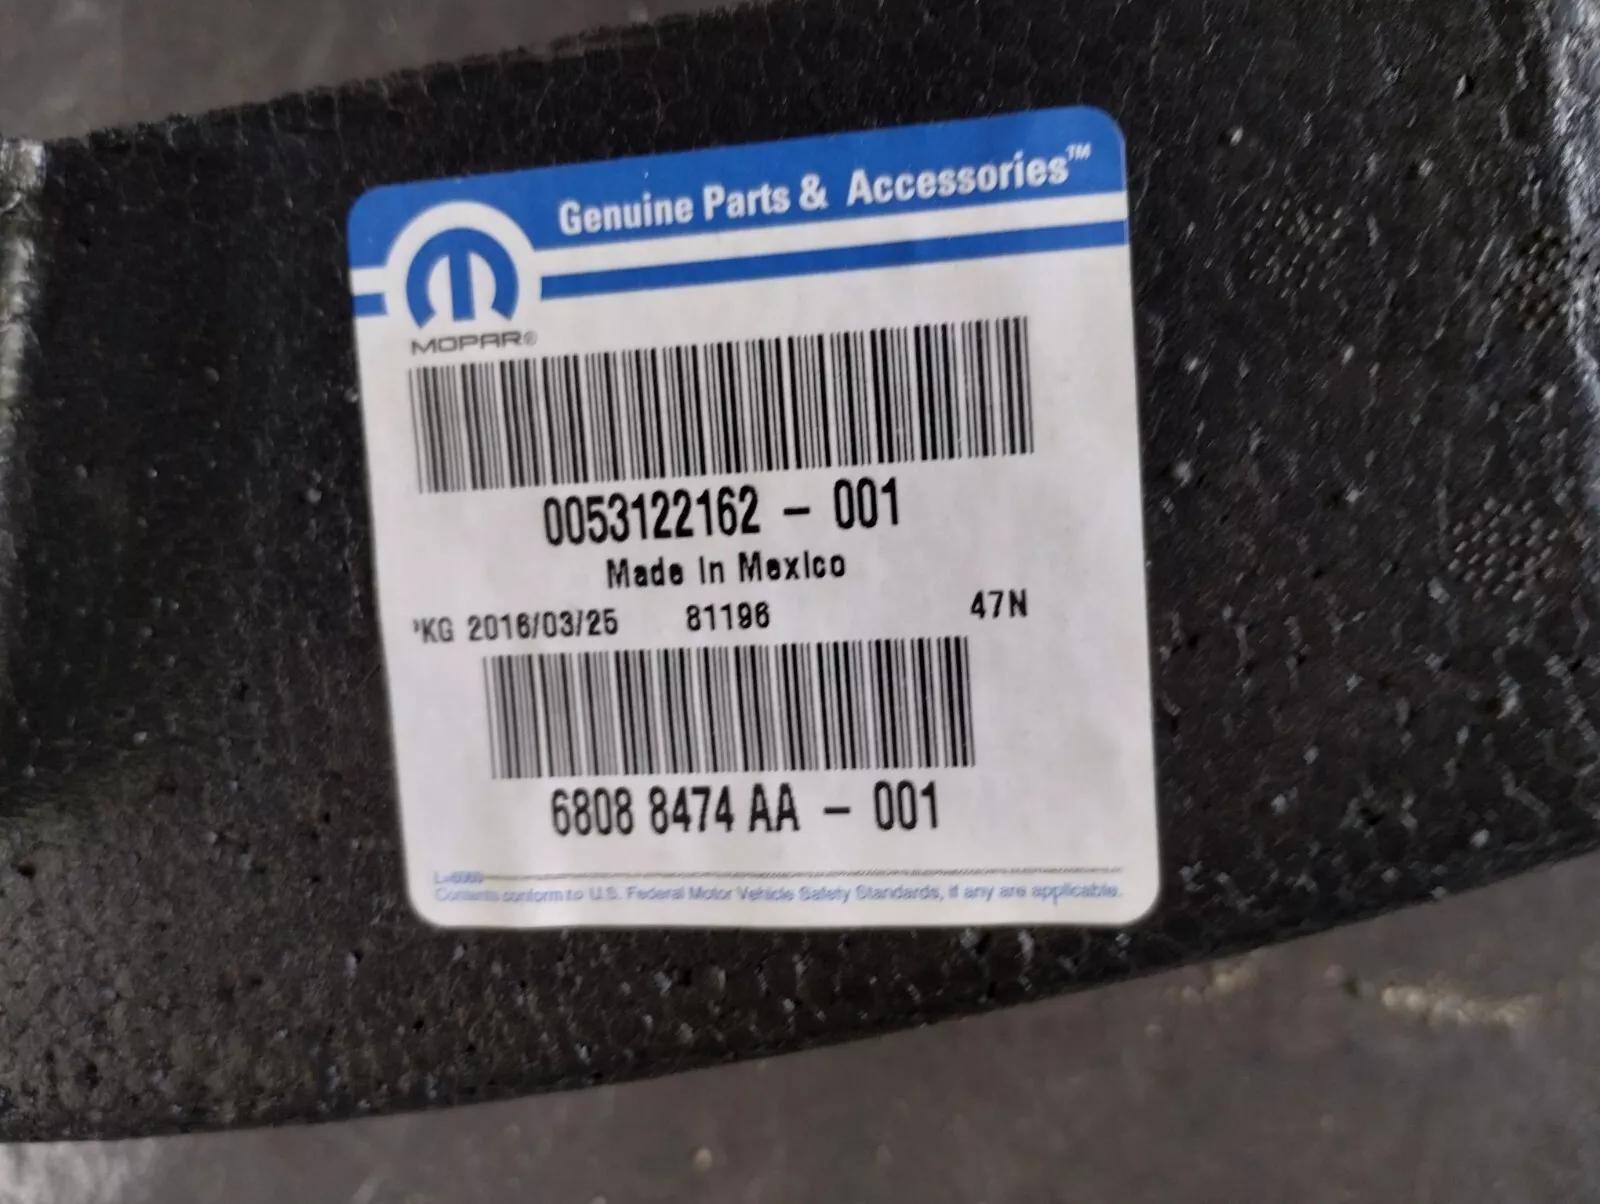 Genuine Parts & Accessories™
MOPAR®
0053122162 – 001
Made In Mexico
PKG 2016/03/25 81196 47N
6808 8474 AA – 001
Contents conform to U.S. Federal Motor Vehicle Safety Standards, if any are applicable.